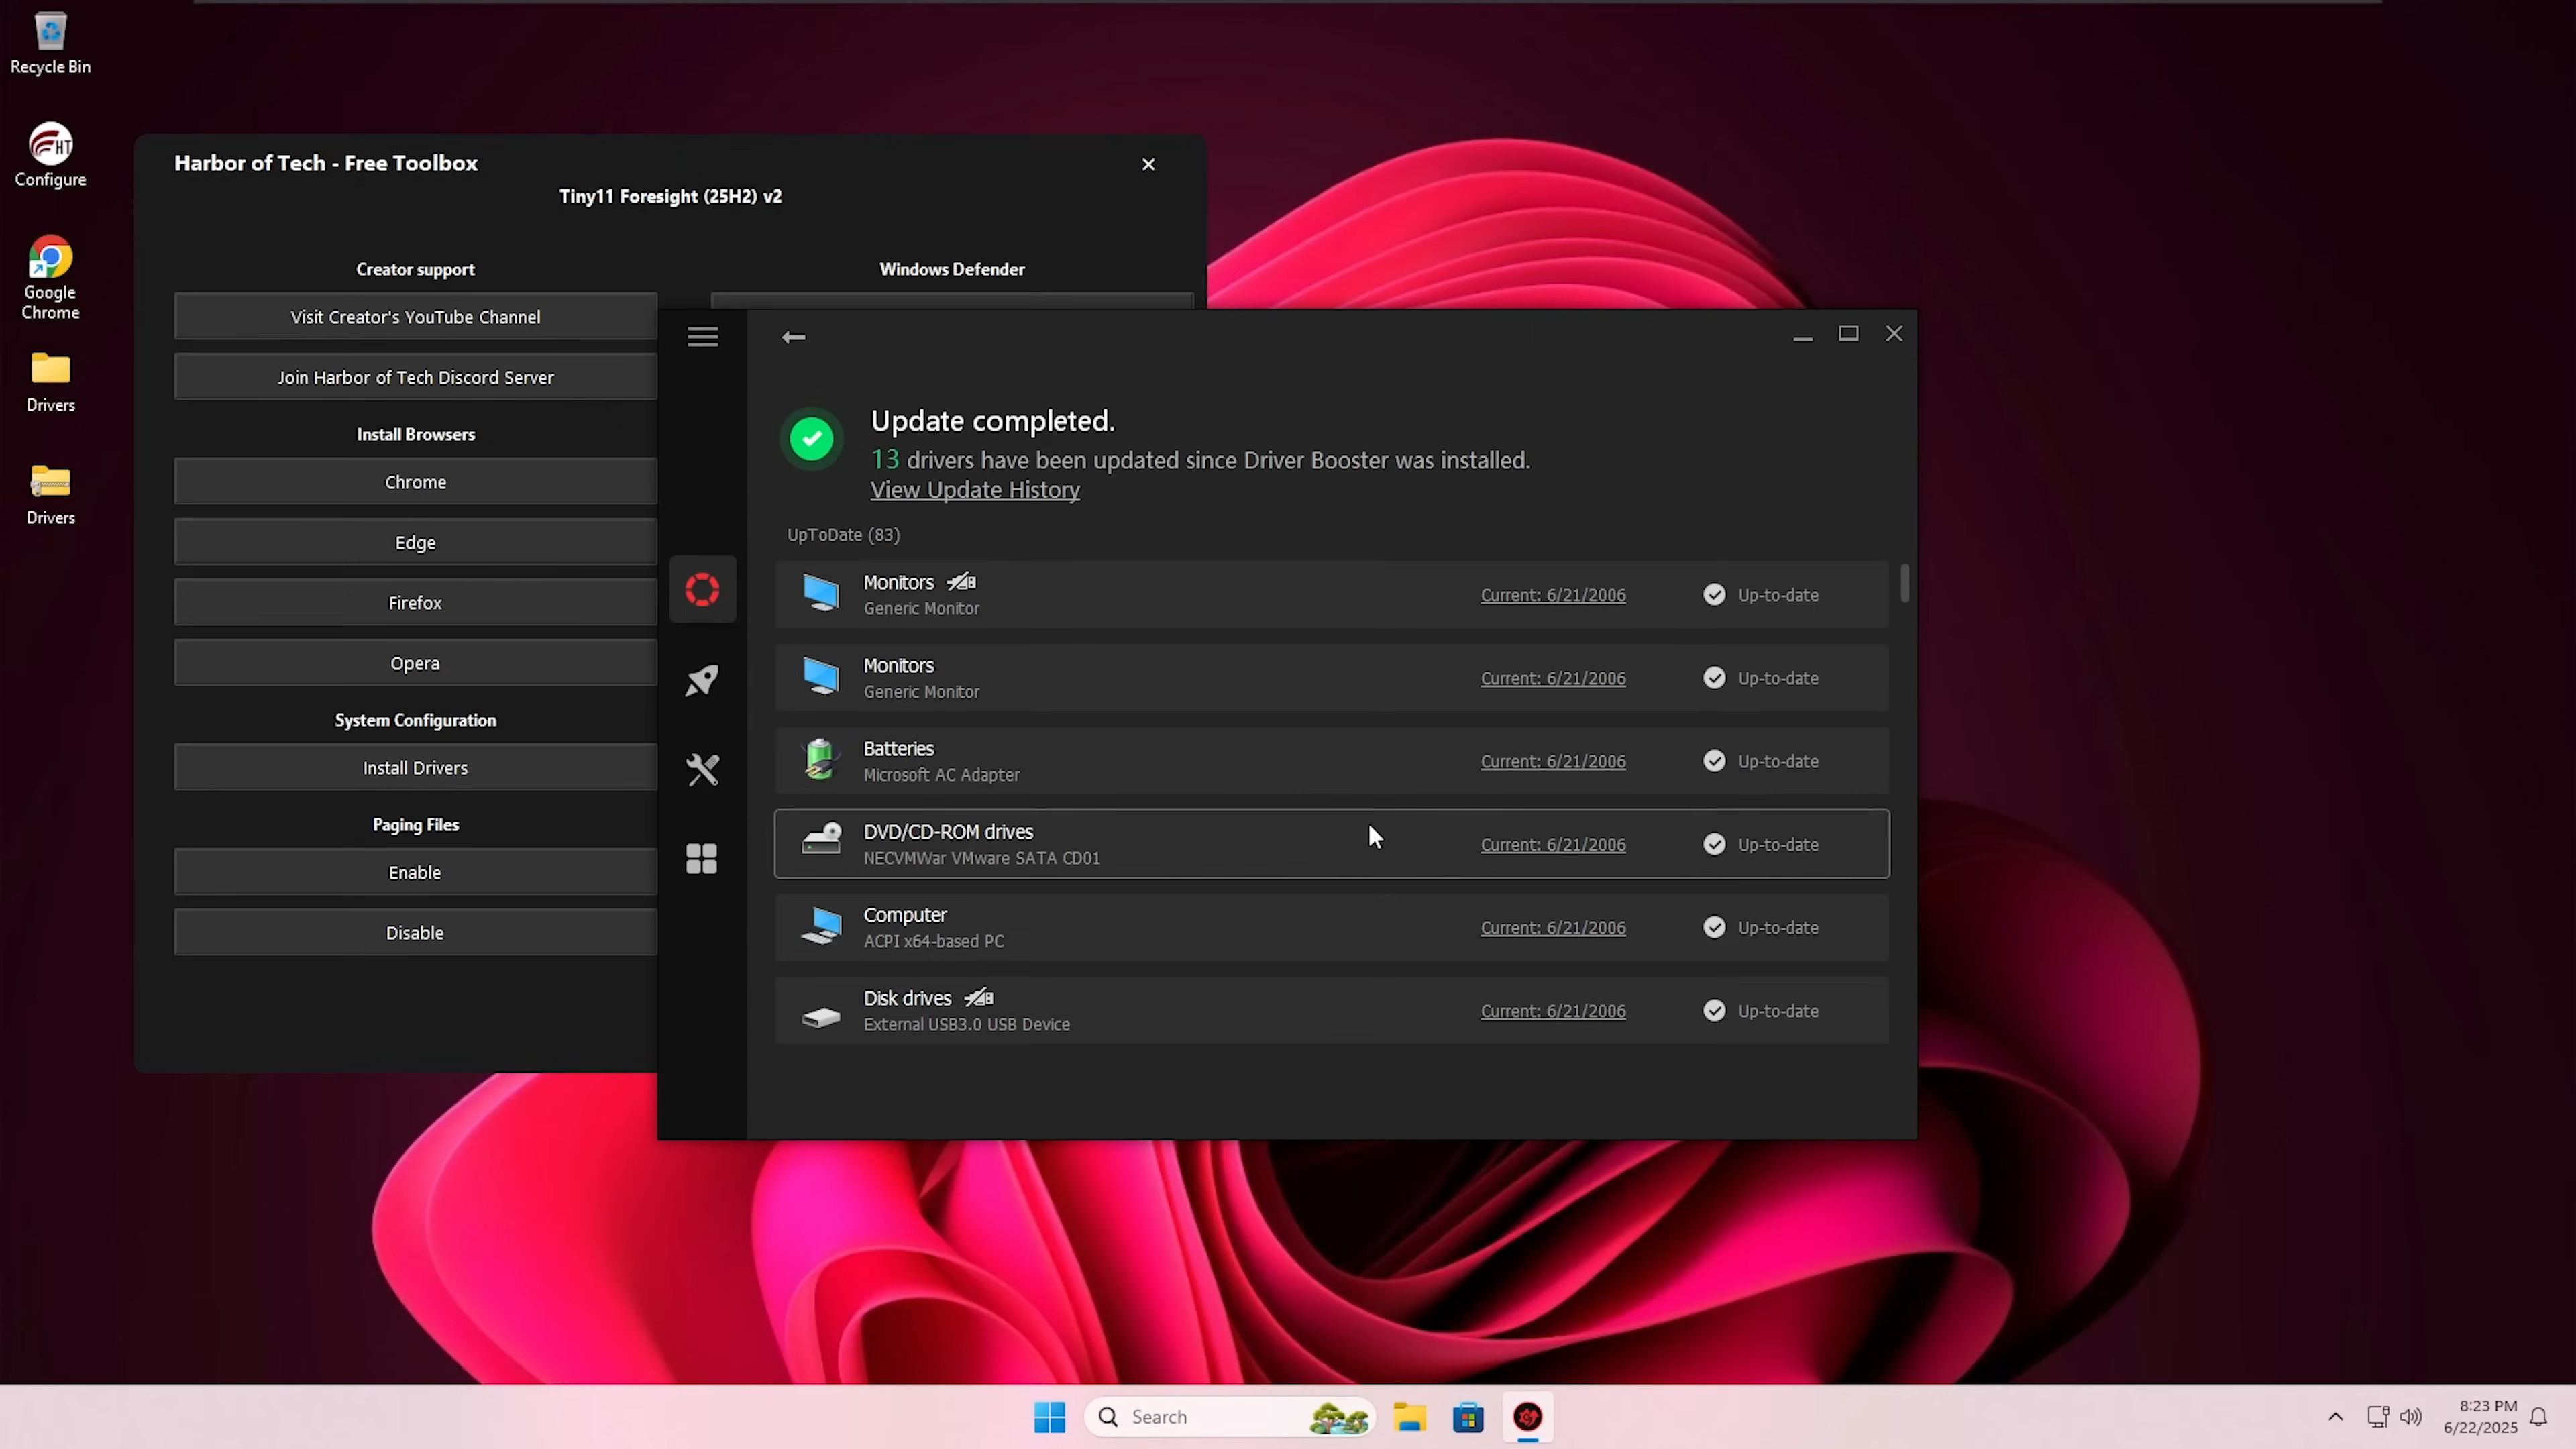 Recycle Bin
HT
Configure
Google
Chrome
Drivers
Drivers
Harbor of Tech - Free Toolbox
Tiny11 Foresight (25H2) v2
Creator support
Visit Creator's YouTube Channel
Join Harbor of Tech Discord Server
Install Browsers
Chrome
Edge
Firefox
Opera
System Configuration
Install Drivers
Paging Files
Enable
Disable
Windows Defender
Update completed.
13 drivers have been updated since Driver Booster was installed.
View Update History
UpToDate (83)
Monitors
Generic Monitor
Current: 6/21/2006
Up-to-date
Monitors
Generic Monitor
Current: 6/21/2006
Up-to-date
Batteries
Microsoft AC Adapter
Current: 6/21/2006
Up-to-date
DVD/CD-ROM drives
NECVMWar VMware SATA CD01
Current: 6/21/2006
Up-to-date
Computer
ACPI x64-based PC
Current: 6/21/2006
Up-to-date
Disk drives
External USB3.0 USB Device
Current: 6/21/2006
Up-to-date
Search
8:23 PM
6/22/2025